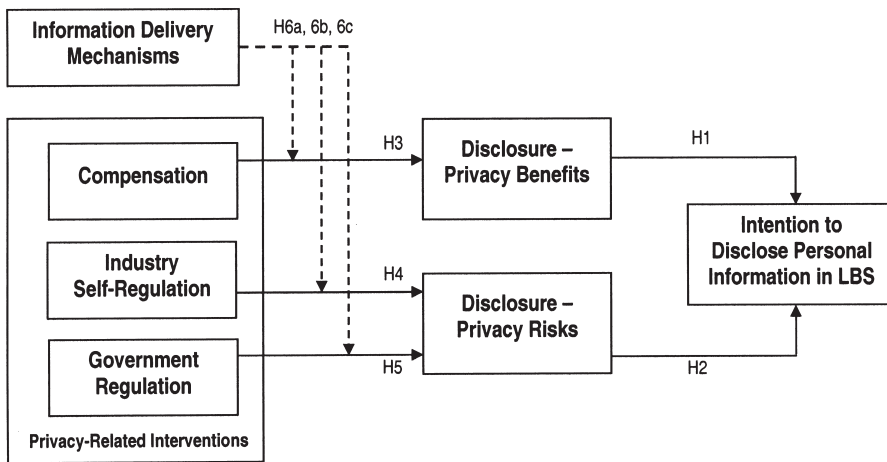 Information Delivery
Mechanisms
H6a, 6b, 6c
Compensation
H3
Disclosure –
Privacy Benefits
H1
Industry
Self-Regulation
H4
Disclosure –
Privacy Risks
Intention to
Disclose Personal
Information in LBS
Government
Regulation
H5
H2
Privacy-Related Interventions